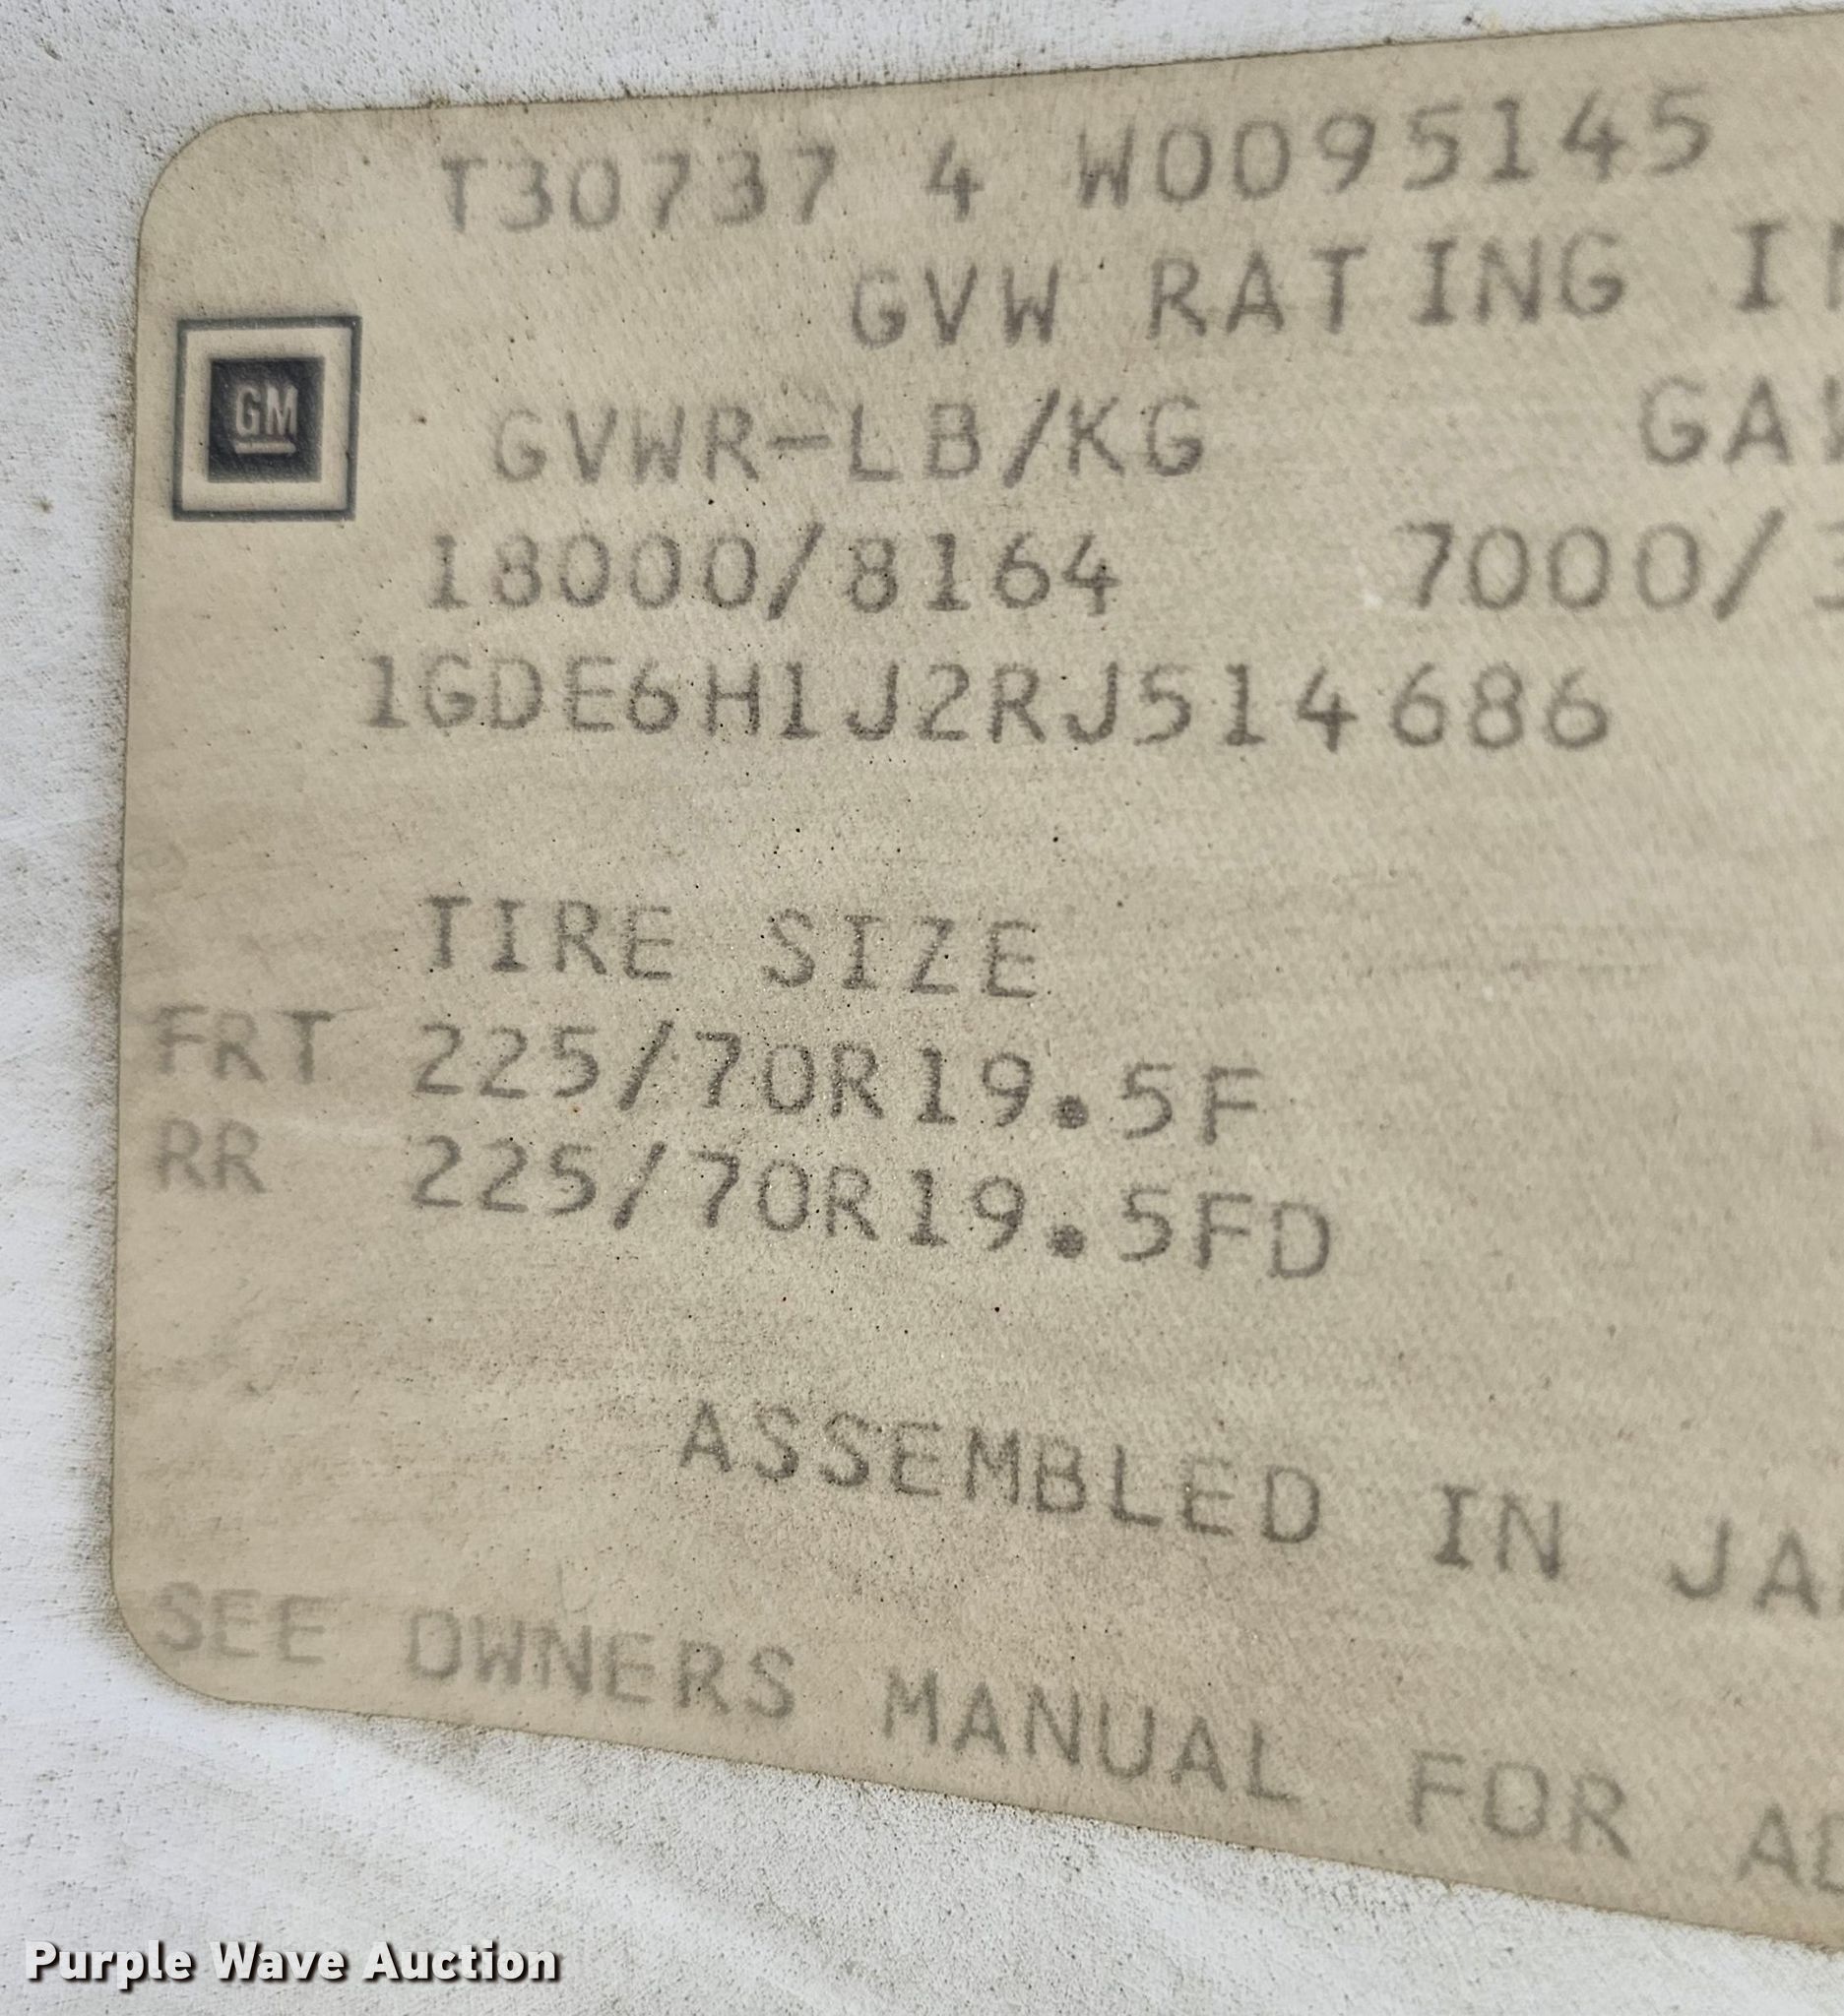 T30737 4 W0095145
GVW RATING
GM
GVWR-LB/KG
18000/8164 7000/
1GDE6H1J2RJ514686
TIRE SIZE
FRT 225/70R19.5F
RR 225/70R19.5FD
ASSEMBLED IN
SEE OWNERS MANUAL FOR
Purple Wave Auction